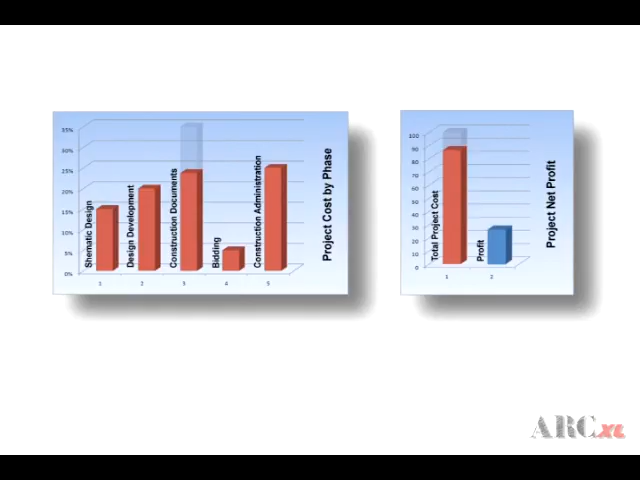 35%
30%
25%
20%
15%
10%
5%
0%
Shematic Design
Design Development
Construction Documents
Bidding
Construction Administration
1
2
3
4
5
Project Cost by Phase
100
90
80
70
60
50
40
30
20
10
0
Total Project Cost
Profit
1
2
Project Net Profit
ARCXL